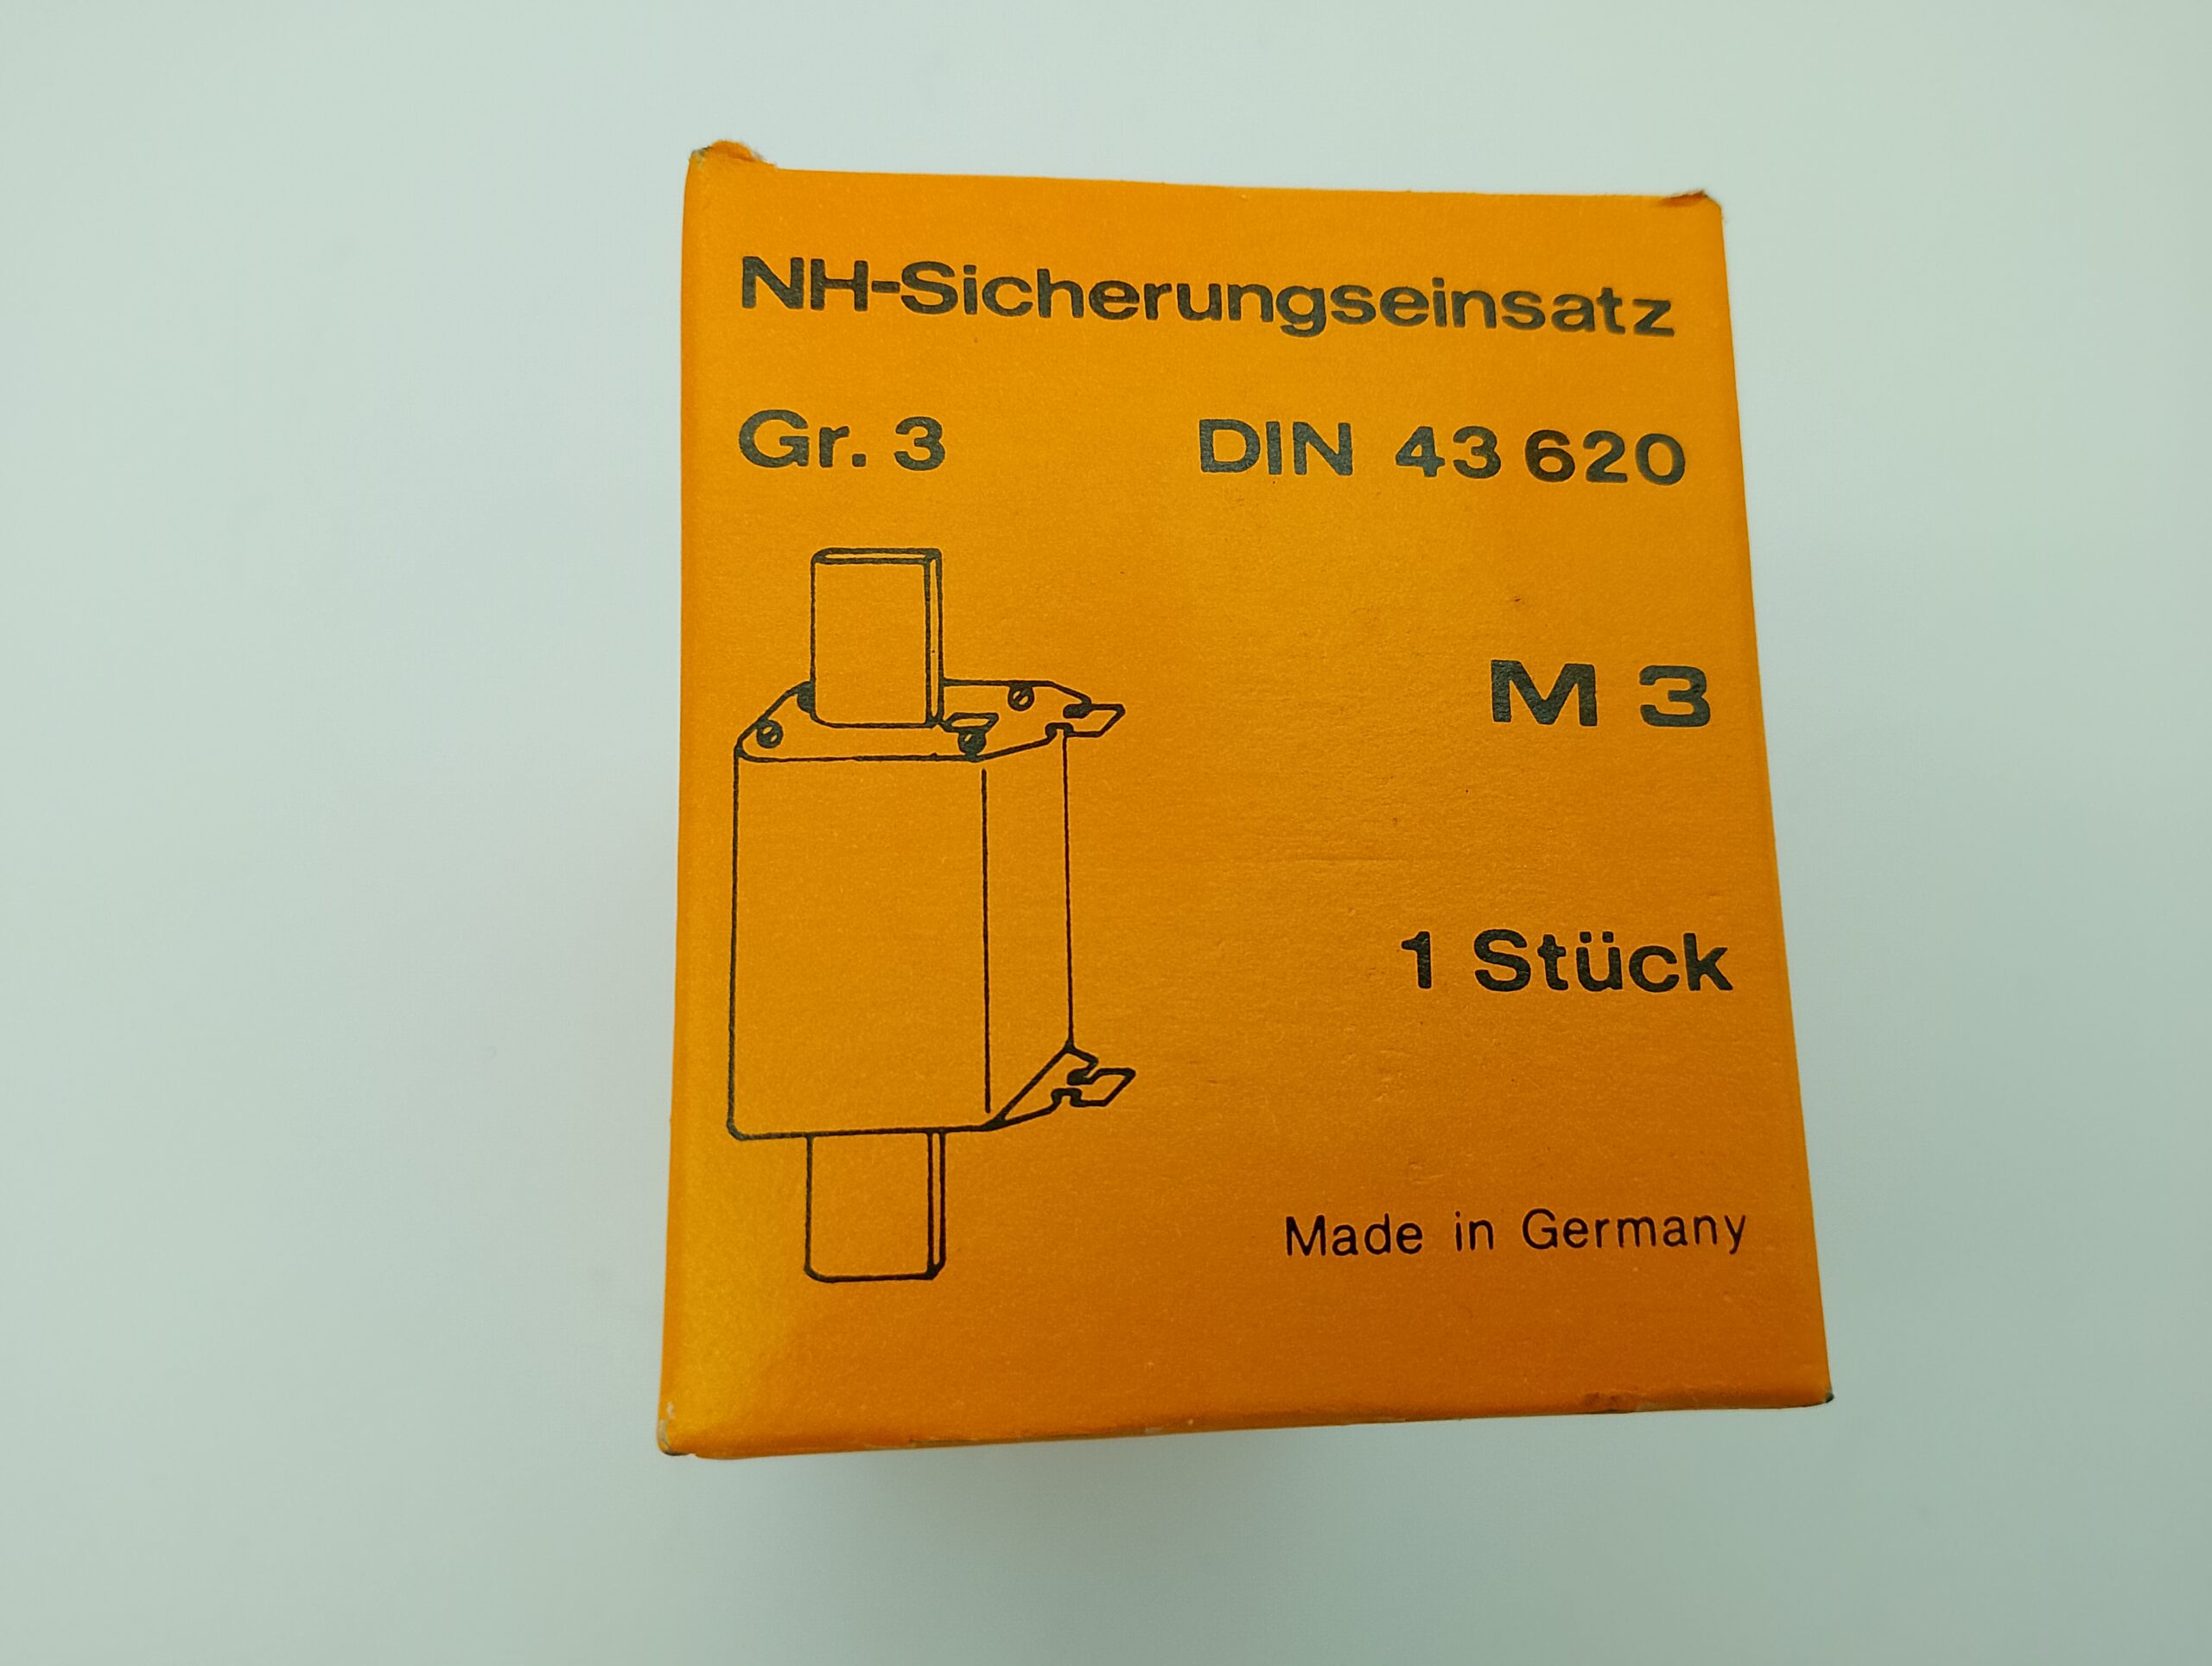 NH-Sicherungseinsatz
Gr. 3 DIN 43 620
M 3
1 Stück
Made in Germany